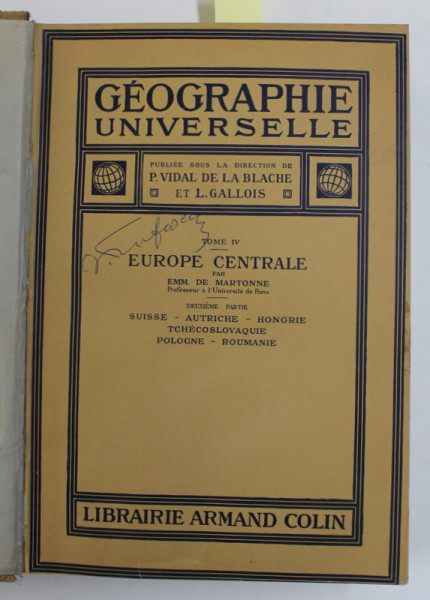 GÉOGRAPHIE
UNIVERSELLE
PUBLIÉE SOUS LA DIRECTION DE
P. VIDAL DE LA BLACHE
ET L. GALLOIS
TOME IV
EUROPE CENTRALE
PAR
EMM. DE MARTONNE
Professeur à l'Université de Paris
DEUXIÈME PARTIE
SUISSE – AUTRICHE – HONGRIE
TCHÉCOSLOVAQUIE
POLOGNE – ROUMANIE
LIBRAIRIE ARMAND COLIN